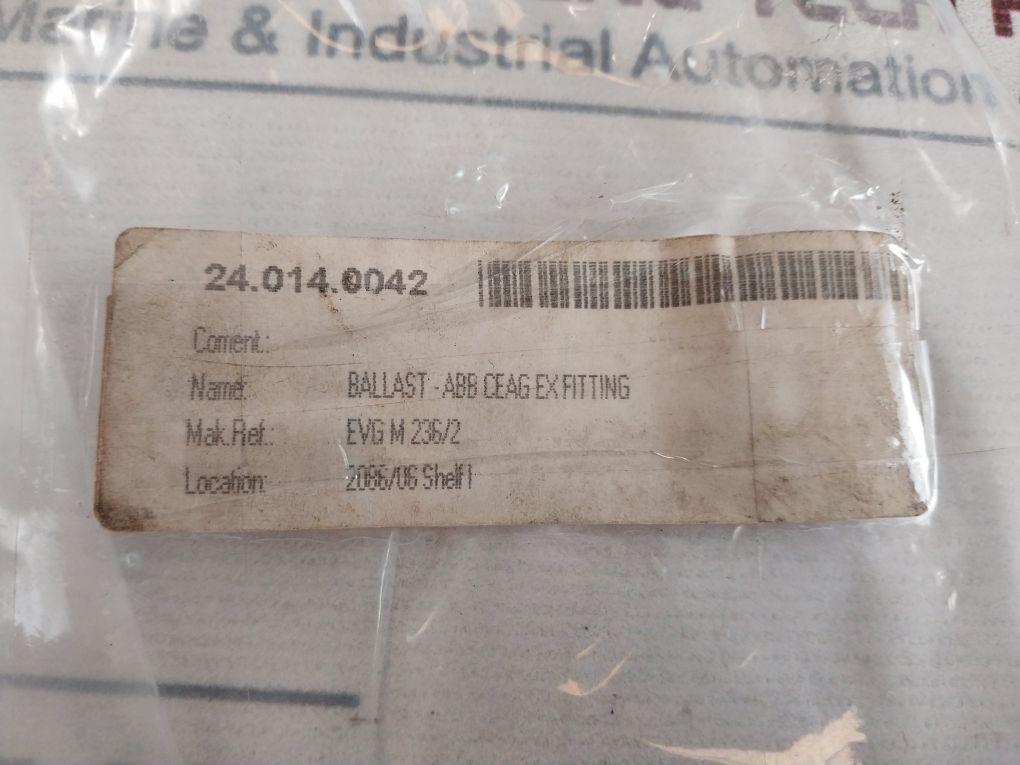 Marine & Industrial Automation
24.014.0042
Coment:
Name: BALLAST - ABB CEAG EX FITTING
Mak.Ref.: EVG M 236/2
Location: 2086/06 Shelf I